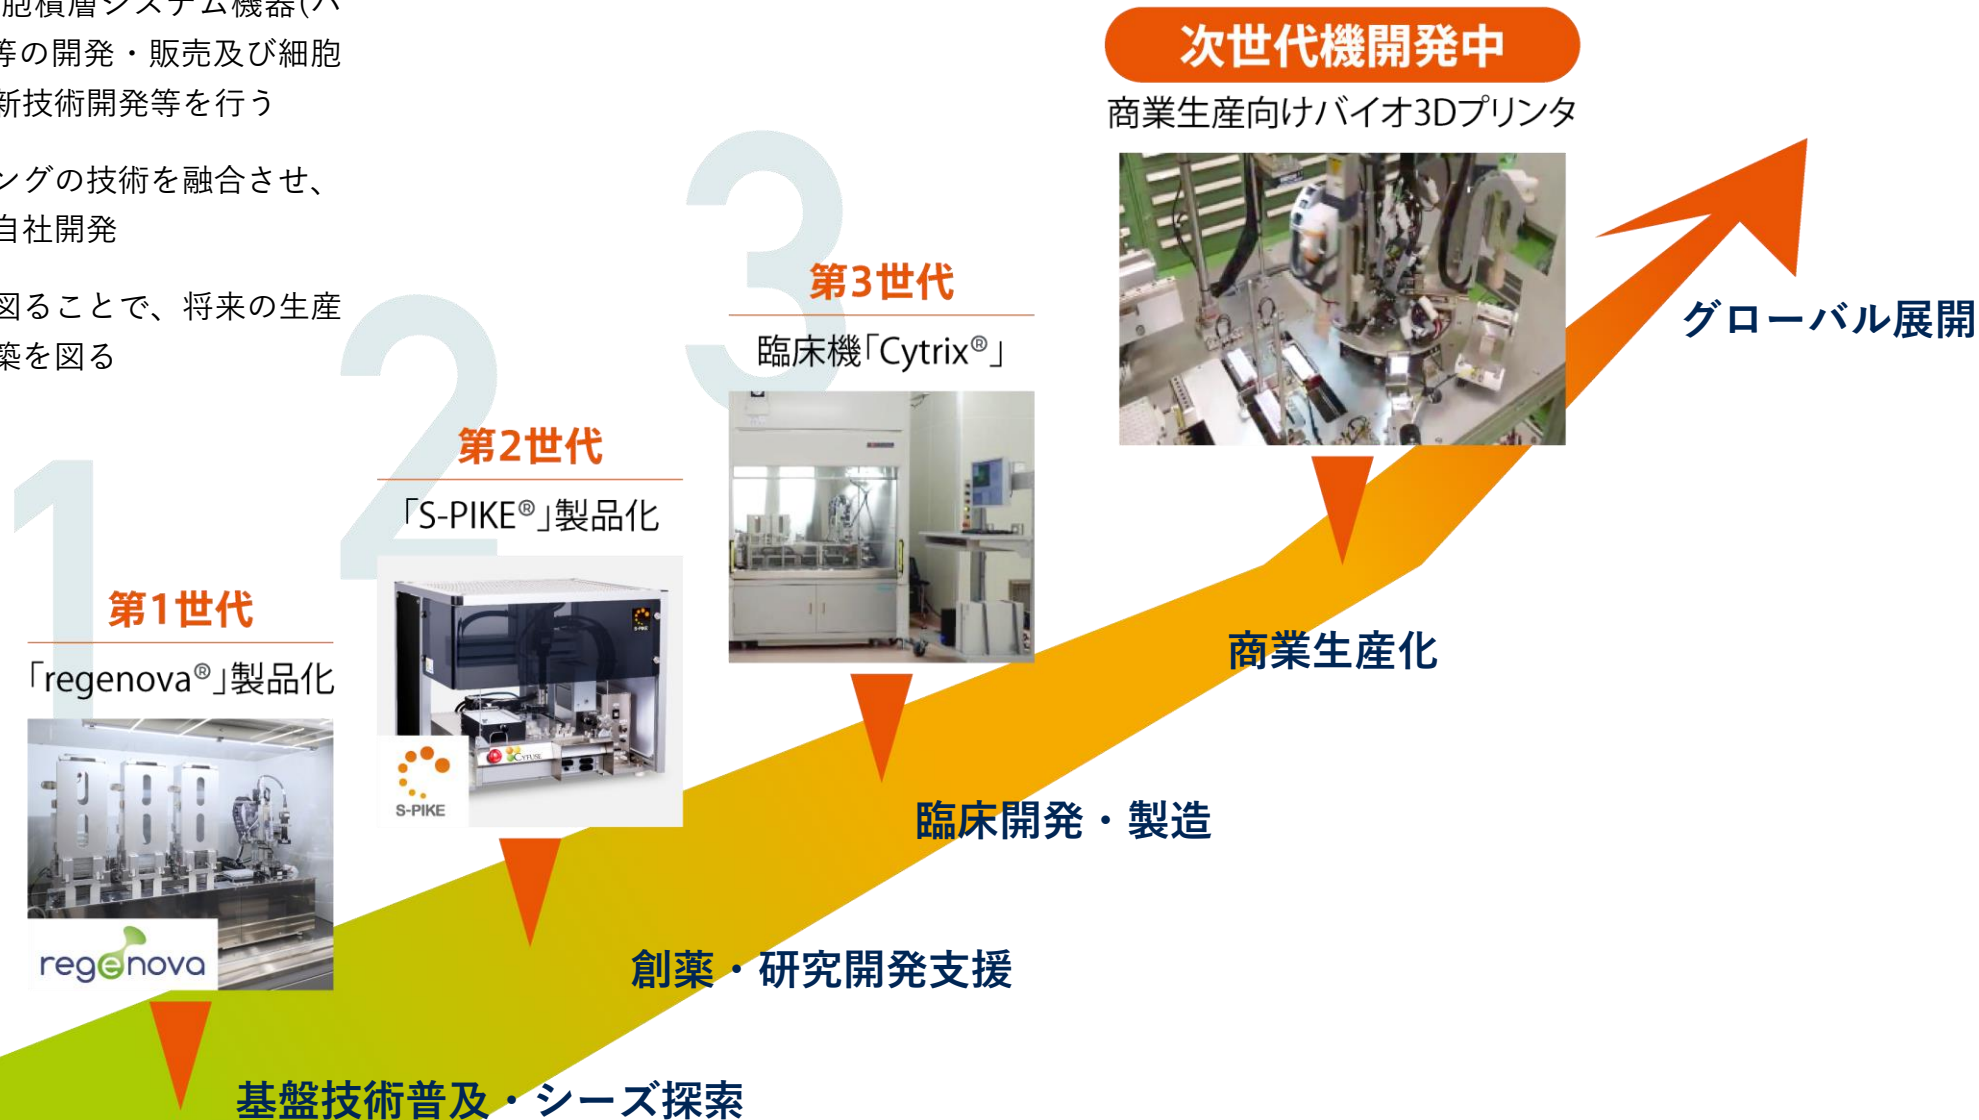 胞積層システム機器(バ
等の開発・販売及び細胞
新技術開発等を行う
ングの技術を融合させ、
自社開発
図ることで、将来の生産
築を図る
1
第1世代
「regenova®」製品化
regenova
基盤技術普及・シーズ探索
2
第2世代
「S-PIKE®」製品化
S-PIKE
CYFUSE
S-PIKE
創薬・研究開発支援
3
第3世代
臨床機「Cytrix®」
臨床開発・製造
次世代機開発中
商業生産向けバイオ3Dプリンタ
商業生産化
グローバル展開